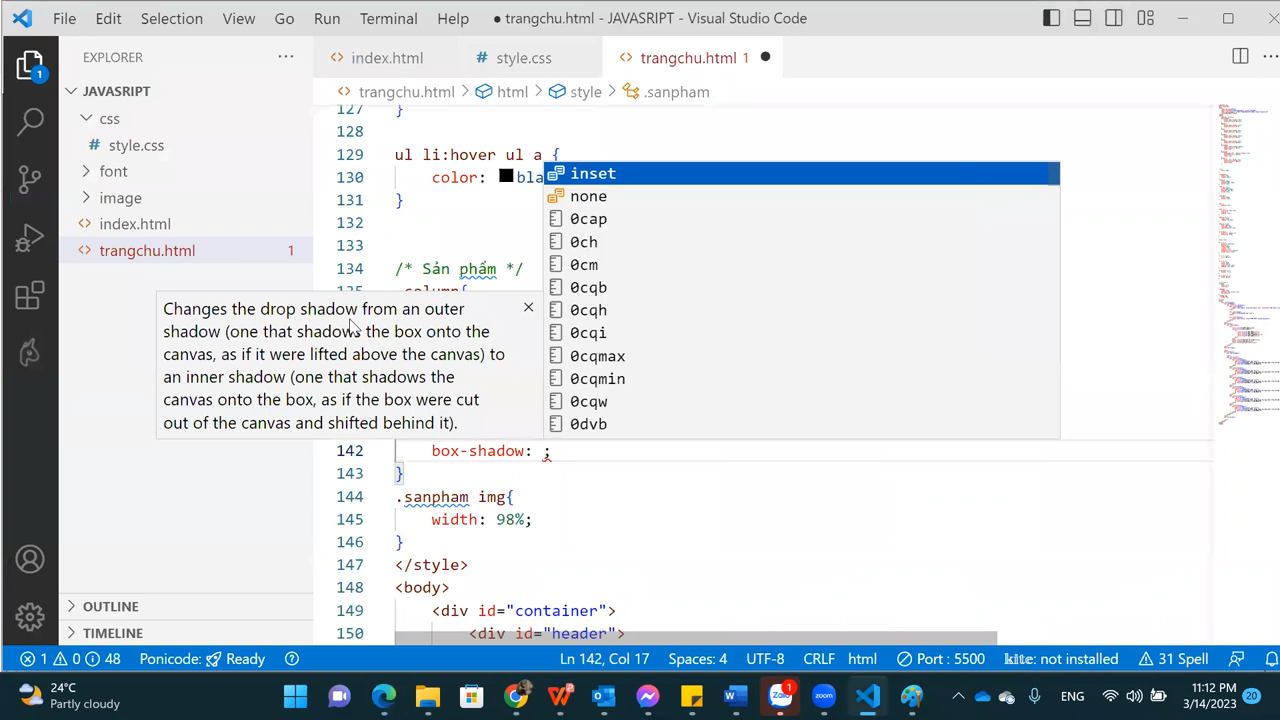 File Edit Selection View Go Run Terminal Help ● trangchu.html - JAVASRIPT - Visual Studio Code
EXPLORER ···
index.html
# style.css
trangchu.html 1 ●
1
JAVASRIPT
trangchu.html > html > style > .sanpham
css
# style.css
font
image
index.html
trangchu.html 1
127 }
128
129 ul li:hover ul {
130 color: bla
131 }
133
134 Sản phẩm *
inset
none
0cap
0ch
0cm
0cqb
0cqh
0cqi
0cqmax
0cqmin
0cqw
0dvb
Changes the drop shadow from outer
shadow (one that shadows the box onto the
canvas, as if it were lifted above the canvas) to
an inner shadow (one that shadows the
canvas onto the box, as if the box were cut
out of the canvas and shifted behind it).
142 box-shadow: ;
143 }
144 .sanpham img{
145 width: 98%;
146 }
147 </style>
148 <body>
149 <div id="container">
150 <div id="header">
OUTLINE
TIMELINE
1 0 48 Ponicode: Ready Ln 142, Col 17 Spaces: 4 UTF-8 CRLF html Port : 5500 kite: not installed 31 Spell
24°C
Partly cloudy
1
zoom
ENG
11:12 PM
3/14/2023
20